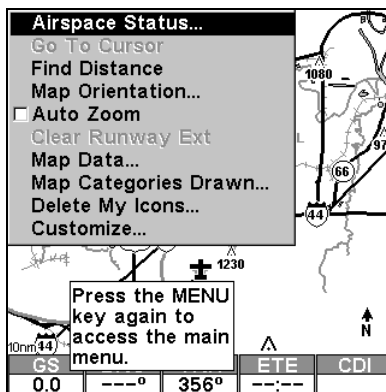 Airspace Status...
Go To Cursor
Find Distance
Map Orientation...
Auto Zoom
Clear Runway Ext
Map Data...
Map Categories Drawn...
Delete My Icons...
Customize...
1080
97
66
44
1230
Press the MENU
key again to
access the main
menu.
10nm
44
N
GS
ETE
CDI
0.0
---º
356º
--:--